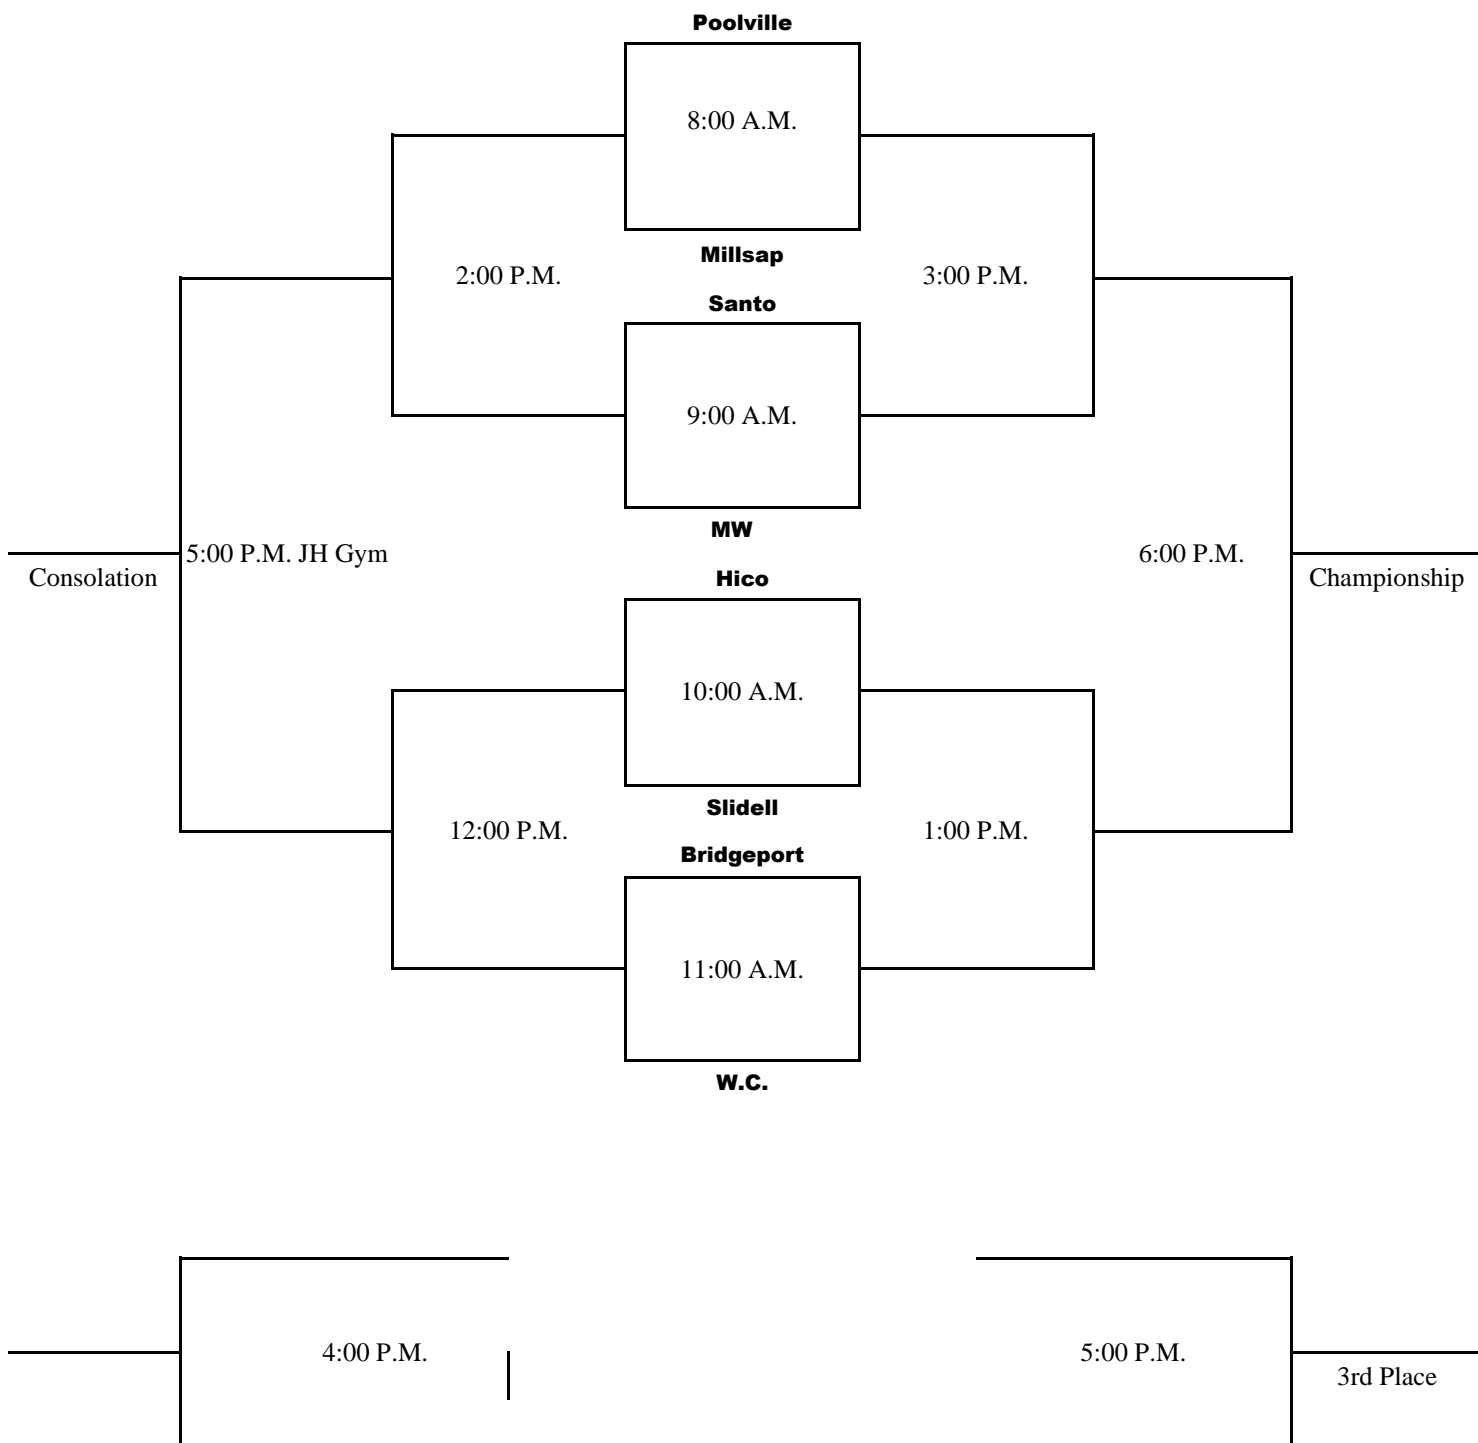 Poolville
8:00 A.M.
Millsap
2:00 P.M.
3:00 P.M.
Santo
9:00 A.M.
MW
5:00 P.M. JH Gym
6:00 P.M.
Consolation
Championship
Hico
10:00 A.M.
Slidell
12:00 P.M.
1:00 P.M.
Bridgeport
11:00 A.M.
W.C.
4:00 P.M.
5:00 P.M.
3rd Place